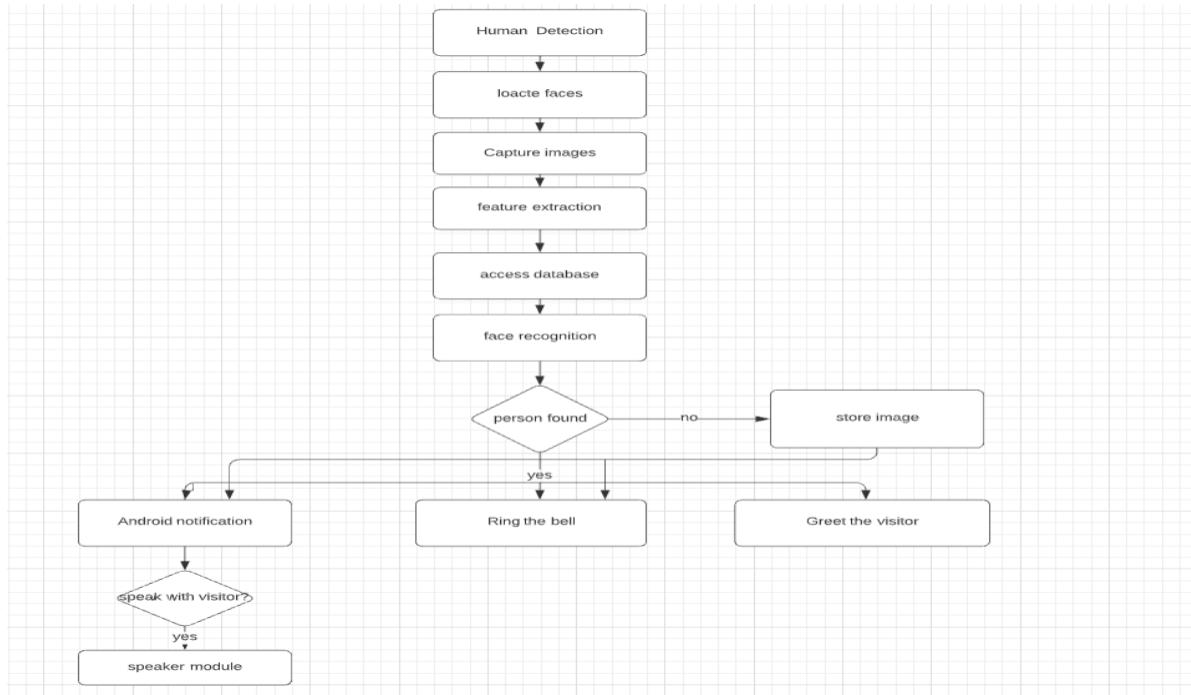 Human Detection
loacte faces
Capture images
feature extraction
access database
face recognition
person found
no
store image
yes
Android notification
Ring the bell
Greet the visitor
speak with visitor?
yes
speaker module